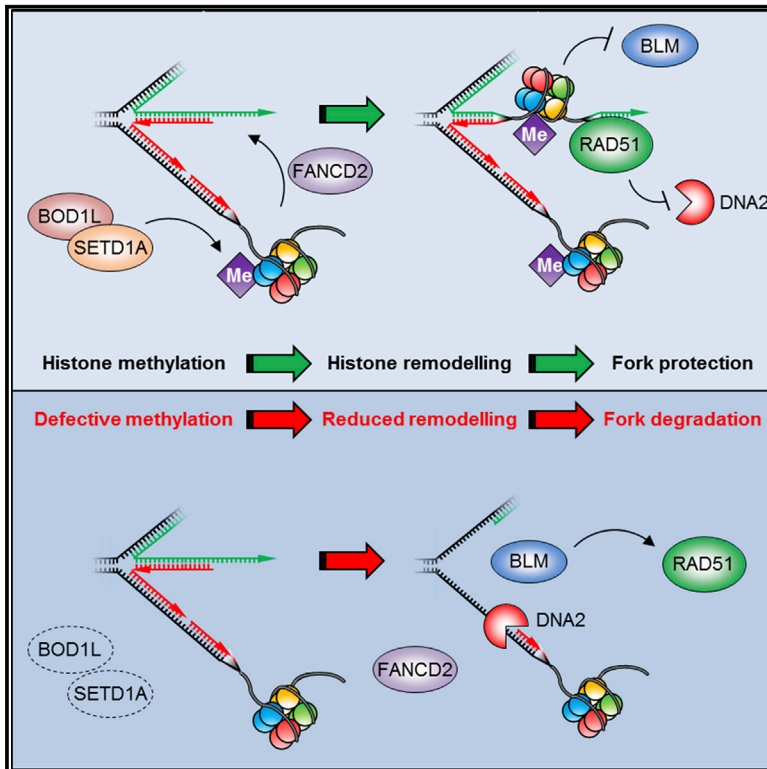 BLM
Me
RAD51
FANCD2
DNA2
BOD1L
SETD1A
Me
Me
Histone methylation Histone remodelling Fork protection
Defective methylation Reduced remodelling Fork degradation
BLM
RAD51
DNA2
BOD1L
FANCD2
SETD1A